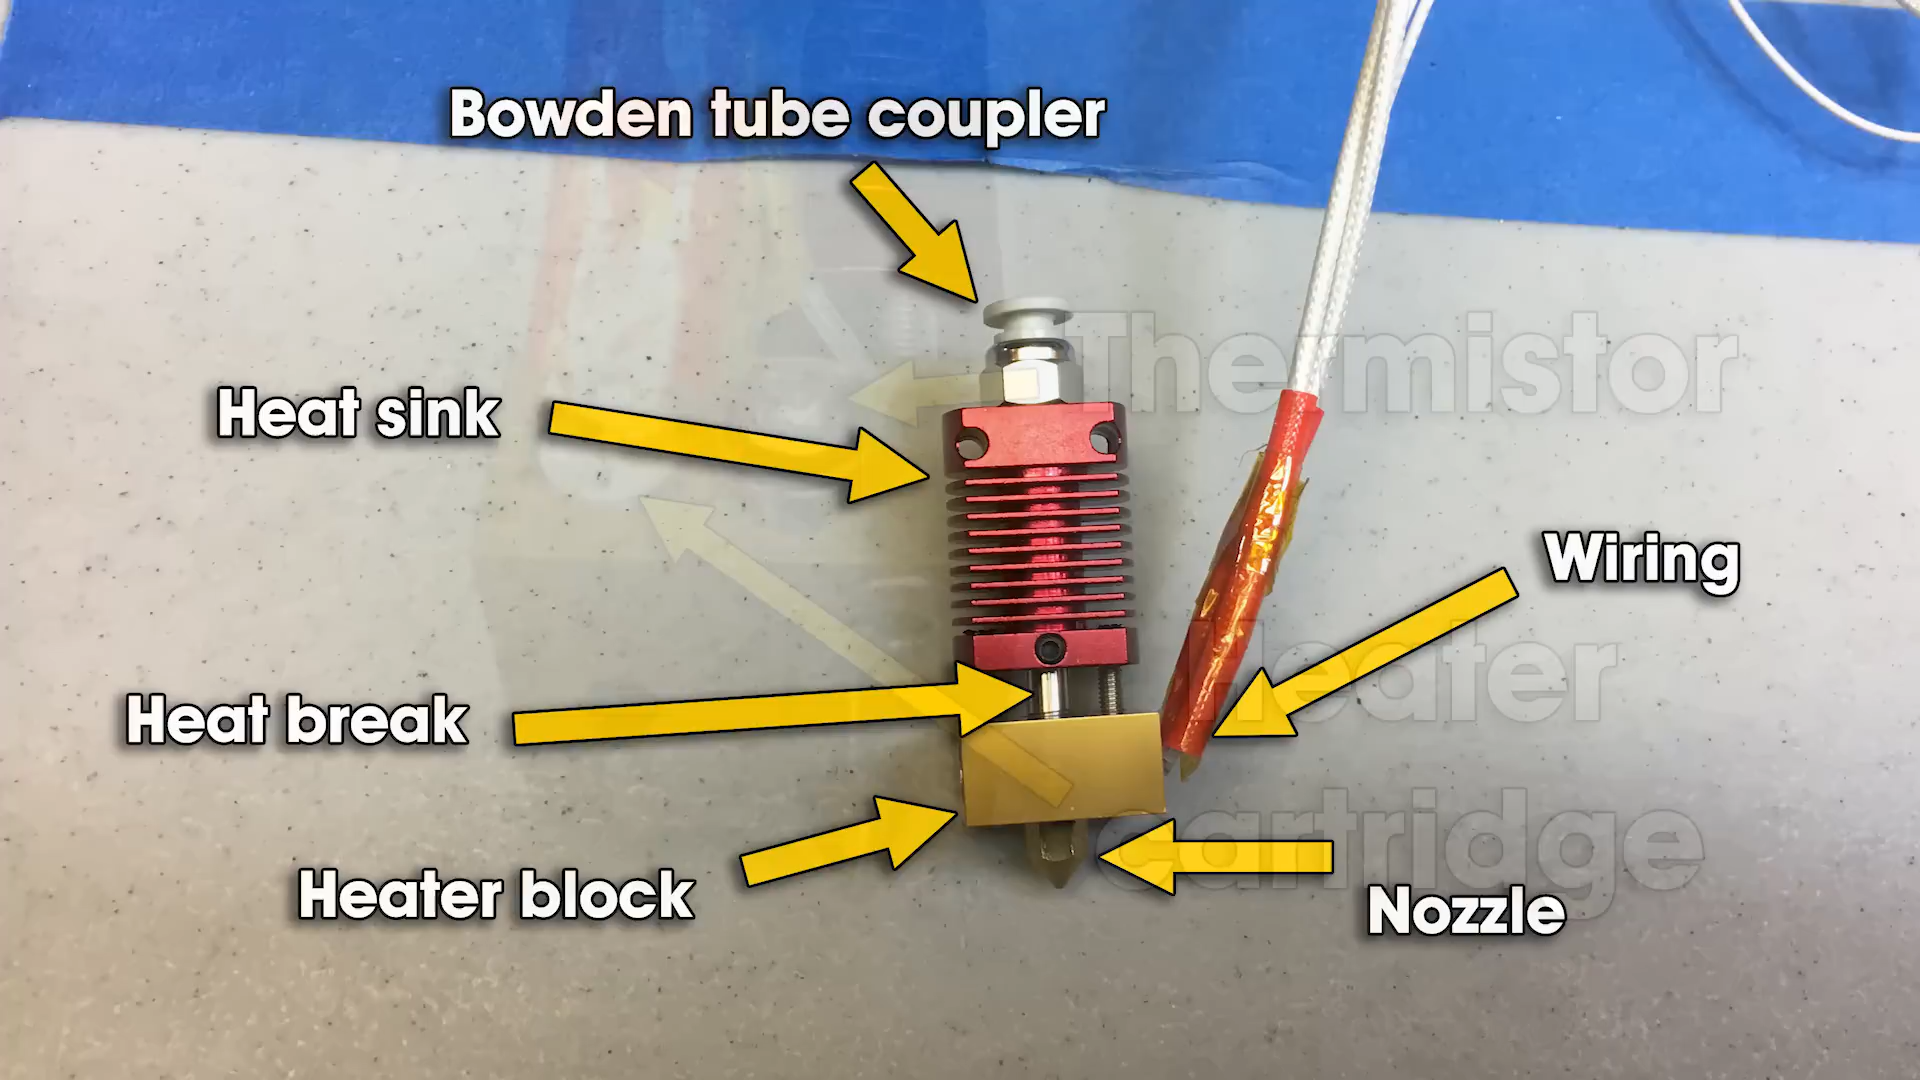 Bowden tube coupler
Thermistor
Heat sink
Wiring
Heater
cartridge
Heat break
Heater block
Nozzle